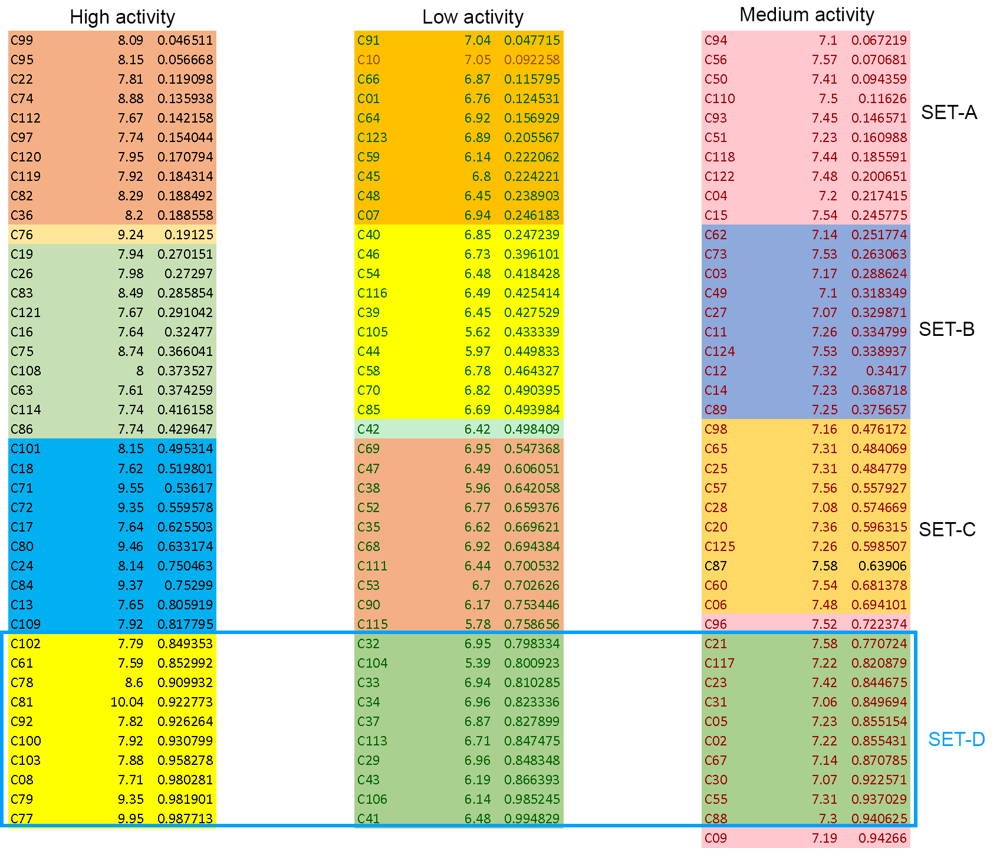 High activity Low activity Medium activity
C99 8.09 0.046511 C91 7.04 0.047715 C94 7.1 0.067219
C95 8.15 0.056668 C10 7.05 0.092258 C56 7.57 0.070681
C22 7.81 0.119098 C66 6.87 0.115795 C50 7.41 0.094359
C74 8.88 0.135938 C01 6.76 0.124531 C110 7.5 0.11626
C112 7.67 0.142158 C64 6.92 0.156929 C93 7.45 0.146571 SET-A
C97 7.74 0.154044 C123 6.89 0.205567 C51 7.23 0.160988
C120 7.95 0.170794 C59 6.14 0.222062 C118 7.44 0.185591
C119 7.92 0.184314 C45 6.8 0.224221 C122 7.48 0.200651
C82 8.29 0.188492 C48 6.45 0.238903 C04 7.2 0.217415
C36 8.2 0.188558 C07 6.94 0.246183 C15 7.54 0.245775
C76 9.24 0.19125 C40 6.85 0.247239 C62 7.14 0.251774
C19 7.94 0.270151 C46 6.73 0.396101 C73 7.53 0.263063
C26 7.98 0.27297 C54 6.48 0.418428 C03 7.17 0.288624
C83 8.49 0.285854 C116 6.49 0.425414 C49 7.1 0.318349
C121 7.67 0.291042 C39 6.45 0.427529 C27 7.07 0.329871
C16 7.64 0.32477 C105 5.62 0.433339 C11 7.26 0.334799 SET-B
C75 8.74 0.366041 C44 5.97 0.449833 C124 7.53 0.338937
C108 8 0.373527 C58 6.78 0.464327 C12 7.32 0.3417
C63 7.61 0.374259 C70 6.82 0.490395 C14 7.23 0.368718
C114 7.74 0.416158 C85 6.69 0.493984 C89 7.25 0.375657
C86 7.74 0.429647 C42 6.42 0.498409 C98 7.16 0.476172
C101 8.15 0.495314 C69 6.95 0.547368 C65 7.31 0.484069
C18 7.62 0.519801 C47 6.49 0.606051 C25 7.31 0.484779
C71 9.55 0.53617 C38 5.96 0.642058 C57 7.56 0.557927
C72 9.35 0.559578 C52 6.77 0.659376 C28 7.08 0.574669
C17 7.64 0.625503 C35 6.62 0.669621 C20 7.36 0.596315 SET-C
C80 9.46 0.633174 C68 6.92 0.694384 C125 7.26 0.598507
C24 8.14 0.750463 C111 6.44 0.700532 C87 7.58 0.63906
C84 9.37 0.75299 C53 6.7 0.702626 C60 7.54 0.681378
C13 7.65 0.805919 C90 6.17 0.753446 C06 7.48 0.694101
C109 7.92 0.817795 C115 5.78 0.758656 C96 7.52 0.722374
C102 7.79 0.849353 C32 6.95 0.798334 C21 7.58 0.770724
C61 7.59 0.852992 C104 5.39 0.800923 C117 7.22 0.820879
C78 8.6 0.909932 C33 6.94 0.810285 C23 7.42 0.844675
C81 10.04 0.922773 C34 6.96 0.823336 C31 7.06 0.849694
C92 7.82 0.926264 C37 6.87 0.827899 C05 7.23 0.855154
C100 7.92 0.930799 C113 6.71 0.847475 C02 7.22 0.855431 SET-D
C103 7.88 0.958278 C29 6.96 0.848348 C67 7.14 0.870785
C08 7.71 0.980281 C43 6.19 0.866393 C30 7.07 0.922571
C79 9.35 0.981901 C106 6.14 0.985245 C55 7.31 0.937029
C77 9.95 0.987713 C41 6.48 0.994829 C88 7.3 0.940625
C09 7.19 0.94266